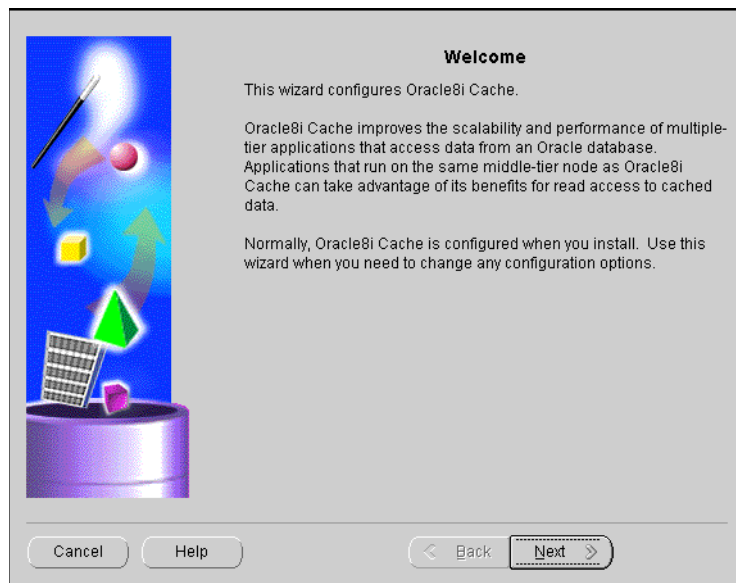 Welcome
This wizard configures Oracle8i Cache.
Oracle8i Cache improves the scalability and performance of multiple-
tier applications that access data from an Oracle database.
Applications that run on the same middle-tier node as Oracle8i
Cache can take advantage of its benefits for read access to cached
data.
Normally, Oracle8i Cache is configured when you install.  Use this
wizard when you need to change any configuration options.
Cancel
Help
Back
Next